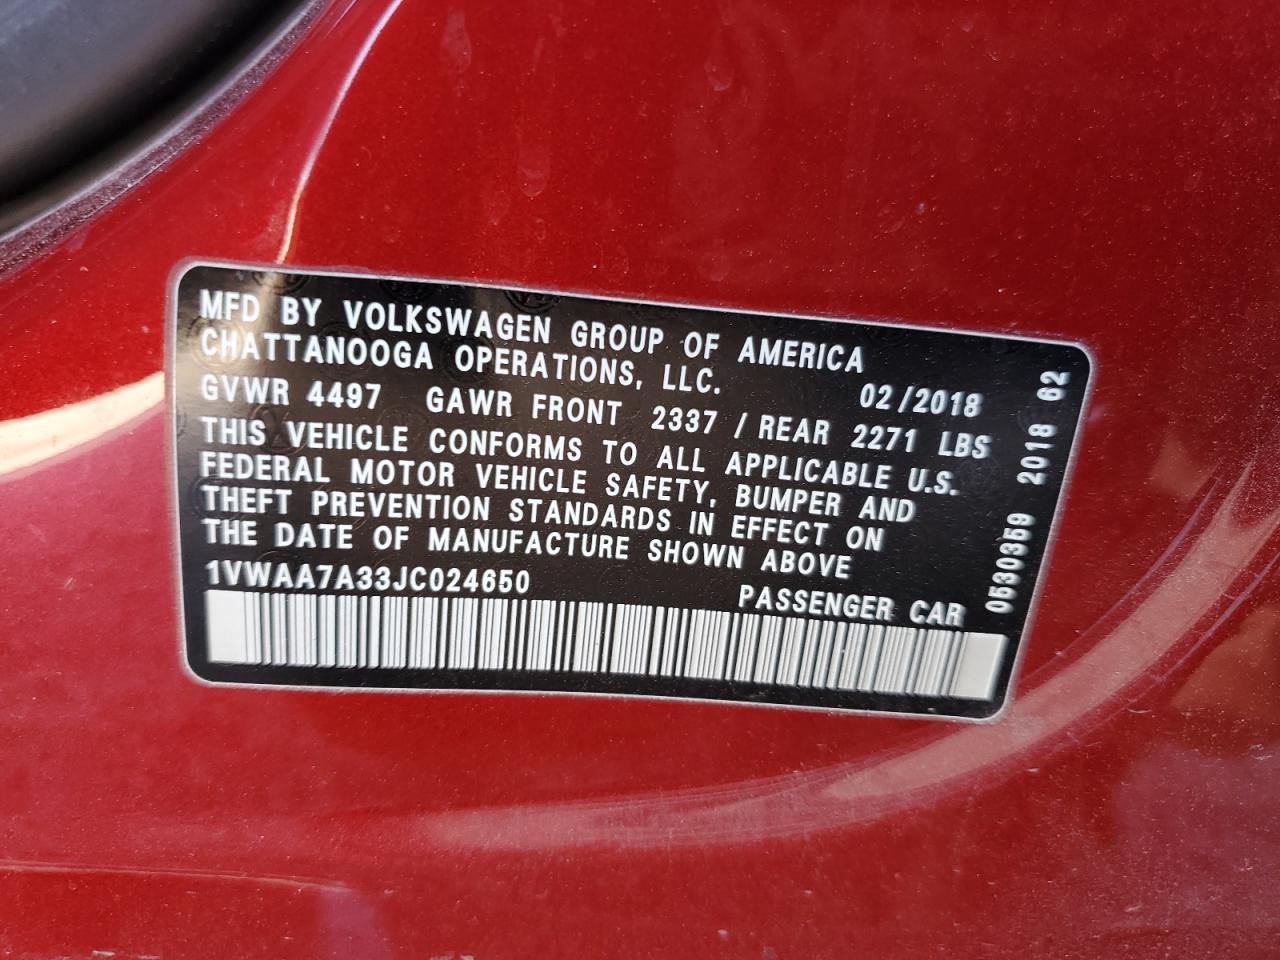 MFD BY VOLKSWAGEN GROUP OF AMERICA
CHATTANOOGA OPERATIONS, LLC. 02/2018
GVWR 4497 GAWR FRONT 2337 / REAR 2271 LBS
THIS VEHICLE CONFORMS TO ALL APPLICABLE U.S.
FEDERAL MOTOR VEHICLE SAFETY, BUMPER AND
THEFT PREVENTION STANDARDS IN EFFECT ON
THE DATE OF MANUFACTURE SHOWN ABOVE
1VWAA7A33JC024650 PASSENGER CAR
0530359 2018 62